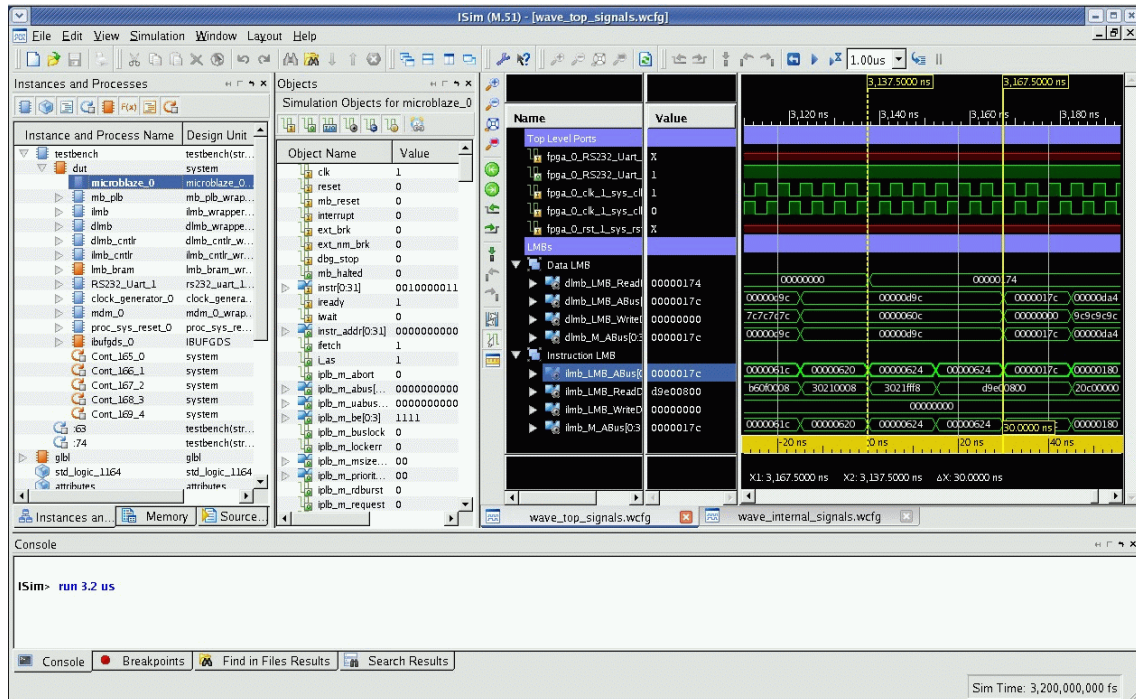 ISim (M.51) - [wave_top_signals.wcfg]
File Edit View Simulation Window Layout Help
1.00us
Instances and Processes
Instance and Process Name Design Unit
testbench testbench(str...
dut system
microblaze_0 microblaze_0...
mb_plb mb_plb_wrap...
ilmb ilmb_wrapper...
dlmb dlmb_wrappe...
dlmb_cntlr dlmb_cntlr_w...
ilmb_cntlr ilmb_cntlr_wr...
lmb_bram lmb_bram_wr...
RS232_Uart_1 rs232_uart_1...
clock_generator_0 clock_genera...
mdm_0 mdm_0_wrap...
proc_sys_reset_0 proc_sys_re...
ibufgds_0 IBUFGDS
Cont_165_0 system
Cont_166_1 system
Cont_167_2 system
Cont_168_3 system
Cont_169_4 system
:63 testbench(str...
:74 testbench(str...
glbl glbl
std_logic_1164 std_logic_1164
attributes attributes
Instances an... Memory Source...
Objects
Simulation Objects for microblaze_0
Object Name Value
clk 1
reset 0
mb_reset 0
interrupt 0
ext_brk 0
ext_nm_brk 0
dbg_stop 0
mb_halted 0
instr[0:31] 0010000011
iready 1
iwait 0
instr_addr[0:31] 0000000000
ifetch 1
i_as 1
iplb_m_abort 0
iplb_m_abus[... 0000000000
iplb_m_uabus... 0000000000
iplb_m_be[0:3] 1111
iplb_m_buslock 0
iplb_m_lockerr 0
iplb_m_msize... 00
iplb_m_priorit... 00
iplb_m_rdburst 0
iplb_m_request 0
Name Value
Top Level Ports
fpga_0_RS232_Uart_ X
fpga_0_RS232_Uart_ 1
fpga_0_clk_1_sys_cl 1
fpga_0_clk_1_sys_cl 0
fpga_0_rst_1_sys_rs X
LMBs
Data LMB
dlmb_LMB_ReadI 00000174
dlmb_LMB_ABus[ 0000017c
dlmb_LMB_WriteI 00000000
dlmb_M_ABus[0:3 0000017c
Instruction LMB
ilmb_LMB_ABus[0 0000017c
ilmb_LMB_ReadD d9e00800
ilmb_LMB_WriteD 00000000
ilmb_M_ABus[0:3 0000017c
3,137.5000 ns 3,167.5000 ns
3,120 ns 3,140 ns 3,160 ns 3,180 ns
00000000 00000174
00000d9c 00000d9c 0000017c 00000da4
7c7c7c7c 0000060c 00000000 9c9c9c9c
00000d9c 00000d9c 0000017c 00000da4
0000061c 00000620 00000624 00000624 0000017c 00000180
b60f0008 30210008 3021fff8 d9e00800 20c00000
00000000
0000061c 00000620 00000624 00000624 30.0000 ns 00000180
-20 ns 0 ns 20 ns 40 ns
X1: 3,167.5000 ns X2: 3,137.5000 ns ΔX: 30.0000 ns
wave_top_signals.wcfg wave_internal_signals.wcfg
Console
ISim> run 3.2 us
Console Breakpoints Find in Files Results Search Results
Sim Time: 3,200,000,000 fs